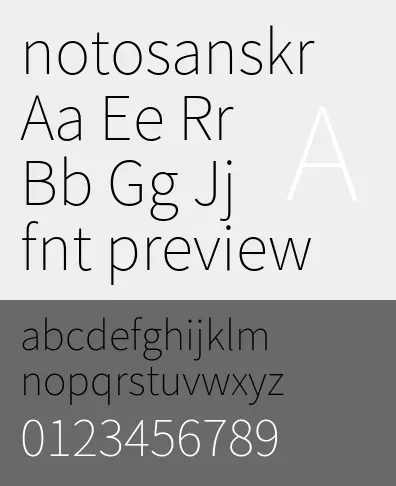 notosanskr
Aa Ee Rr
A
Bb Gg Jj
fnt preview
abcdefghijklm
nopqrstuvwxyz
0123456789